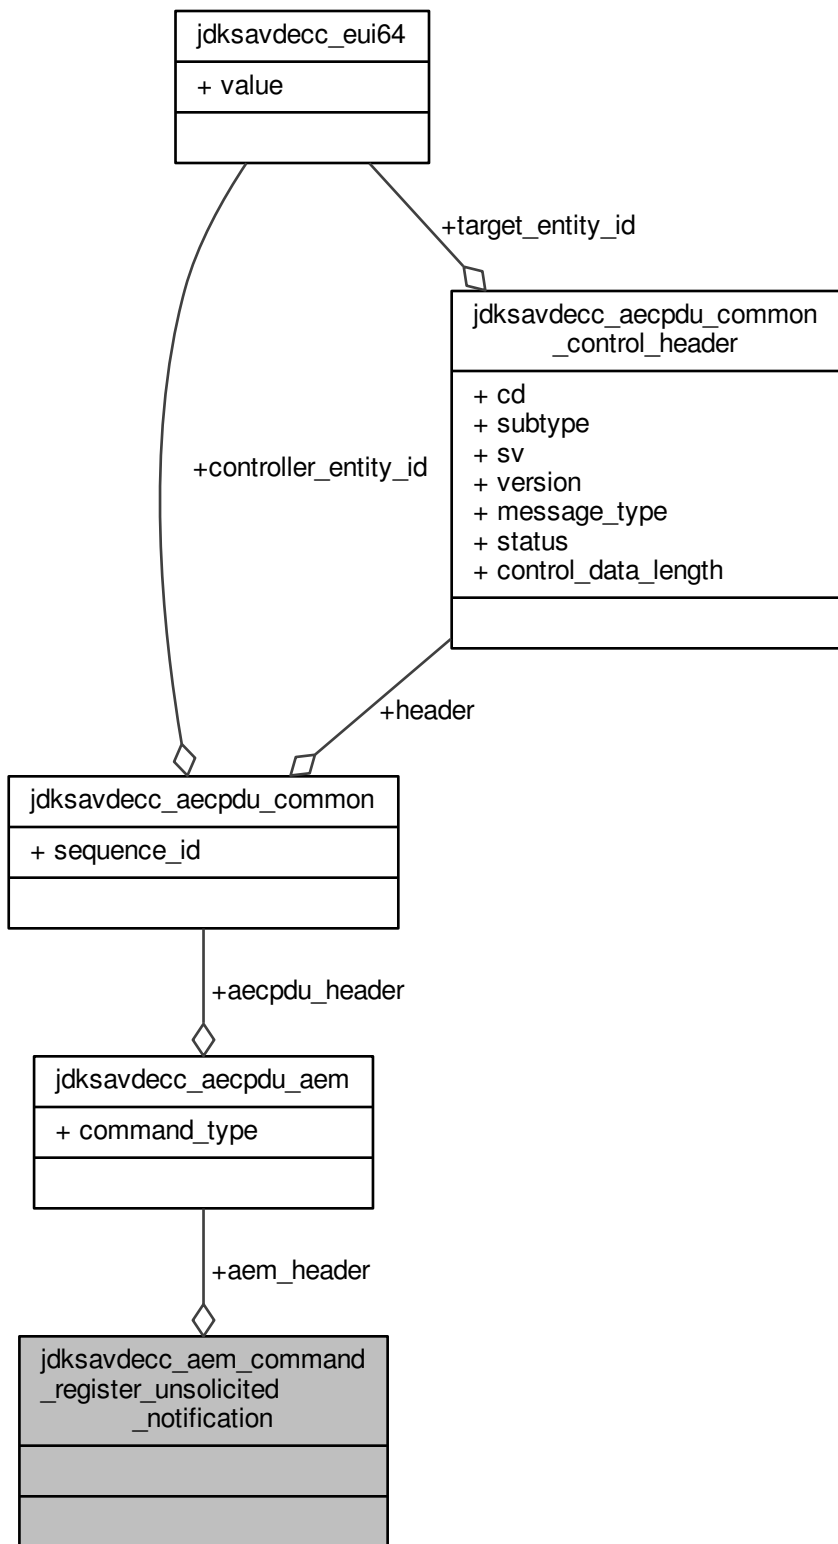 jdksavdecc_eui64
+ value
+target_entity_id
jdksavdecc_aecpdu_common
_control_header
+ cd
+ subtype
+ sv
+ version
+ message_type
+ status
+ control_data_length
+controller_entity_id
+header
jdksavdecc_aecpdu_common
+ sequence_id
+aecpdu_header
jdksavdecc_aecpdu_aem
+ command_type
+aem_header
jdksavdecc_aem_command
_register_unsolicited
_notification